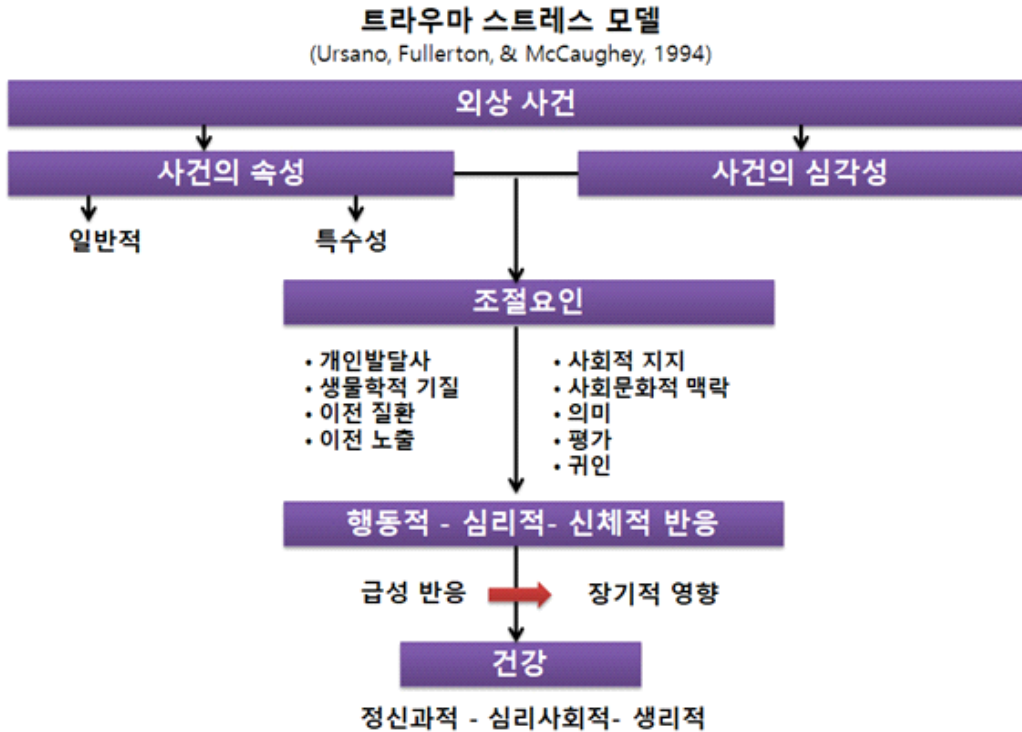 트라우마 스트레스 모델
(Ursano, Fullerton, & McCaughey, 1994)
외상 사건
사건의 속성
사건의 심각성
일반적
특수성
조절요인
• 개인발달사
• 생물학적 기질
• 이전 질환
• 이전 노출
• 사회적 지지
• 사회문화적 맥락
• 의미
• 평가
• 귀인
행동적 - 심리적- 신체적 반응
급성 반응
장기적 영향
건강
정신과적 - 심리사회적- 생리적